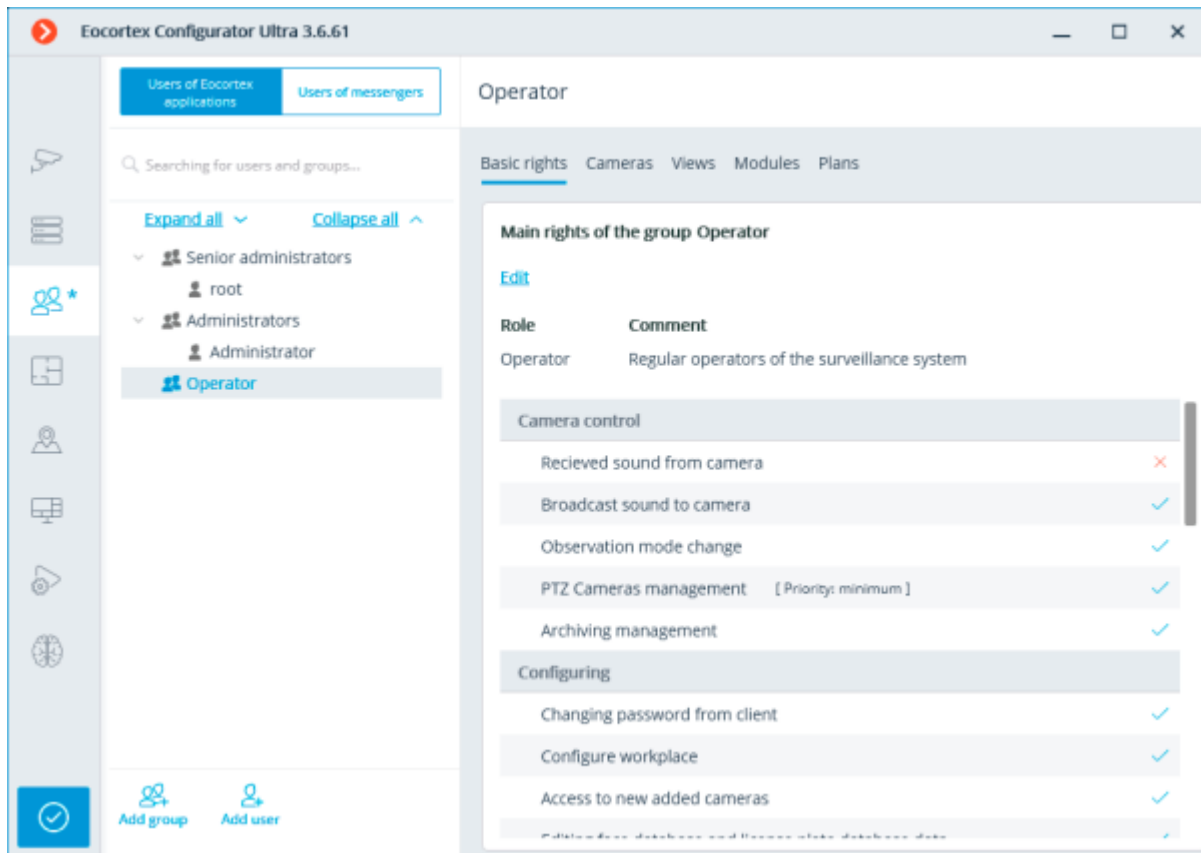 Eocortex Configurator Ultra 3.6.61
Users of Eocortex
applications
Users of messengers
Searching for users and groups...
Expand all
Collapse all
Senior administrators
root
Administrators
Administrator
Operator
Add group
Add user
Operator
Basic rights Cameras Views Modules Plans
Main rights of the group Operator
Edit
Role Comment
Operator Regular operators of the surveillance system
Camera control
Recieved sound from camera
Broadcast sound to camera
Observation mode change
PTZ Cameras management [ Priority: minimum ]
Archiving management
Configuring
Changing password from client
Configure workplace
Access to new added cameras